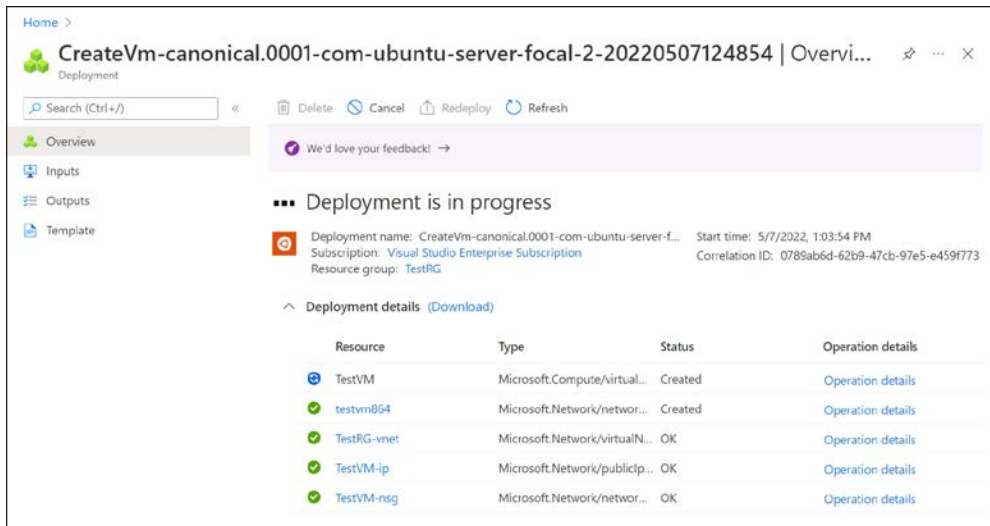 Home >
CreateVm-canonical.0001-com-ubuntu-server-focal-2-20220507124854 | Overvi...
Deployment
Search (Ctrl+/)
Delete Cancel Redeploy Refresh
Overview
Inputs
Outputs
Template
We'd love your feedback! →
Deployment is in progress
Deployment name: CreateVm-canonical.0001-com-ubuntu-server-f...
Subscription: Visual Studio Enterprise Subscription
Resource group: TestRG
Start time: 5/7/2022, 1:03:54 PM
Correlation ID: 0789ab6d-62b9-47cb-97e5-e459f773
Deployment details (Download)
Resource Type Status Operation details
TestVM Microsoft.Compute/virtual... Created Operation details
testvm864 Microsoft.Network/networ... Created Operation details
TestRG-vnet Microsoft.Network/virtualN... OK Operation details
TestVM-ip Microsoft.Network/publicIp... OK Operation details
TestVM-nsg Microsoft.Network/networ... OK Operation details